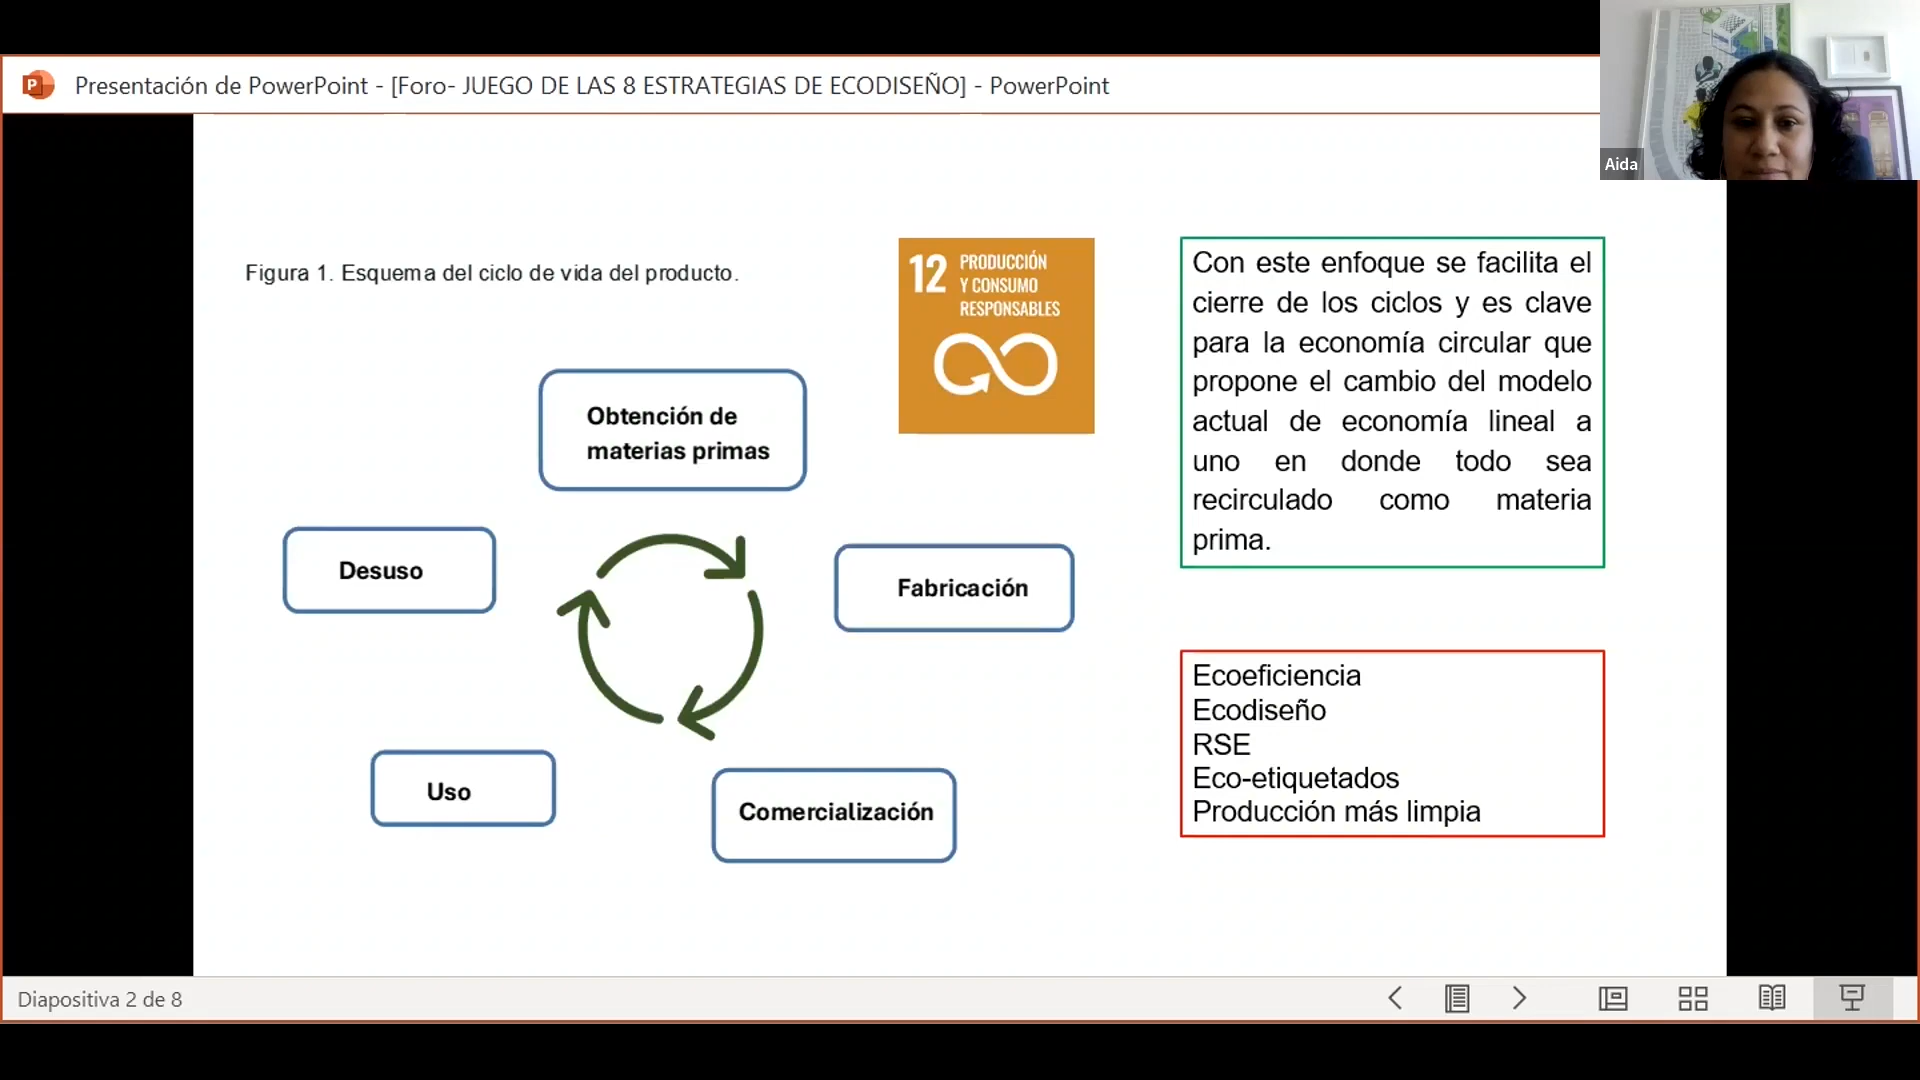 Presentación de PowerPoint - [Foro- JUEGO DE LAS 8 ESTRATEGIAS DE ECODISEÑO] - PowerPoint
Aida
Figura 1. Esquema del ciclo de vida del producto.
12 PRODUCCIÓN
Y CONSUMO
RESPONSABLES
Obtención de
materias primas
Desuso
Fabricación
Uso
Comercialización
Con este enfoque se facilita el
cierre de los ciclos y es clave
para la economía circular que
propone el cambio del modelo
actual de economía lineal a
uno en donde todo sea
recirculado como materia
prima.
Ecoeficiencia
Ecodiseño
RSE
Eco-etiquetados
Producción más limpia
Diapositiva 2 de 8